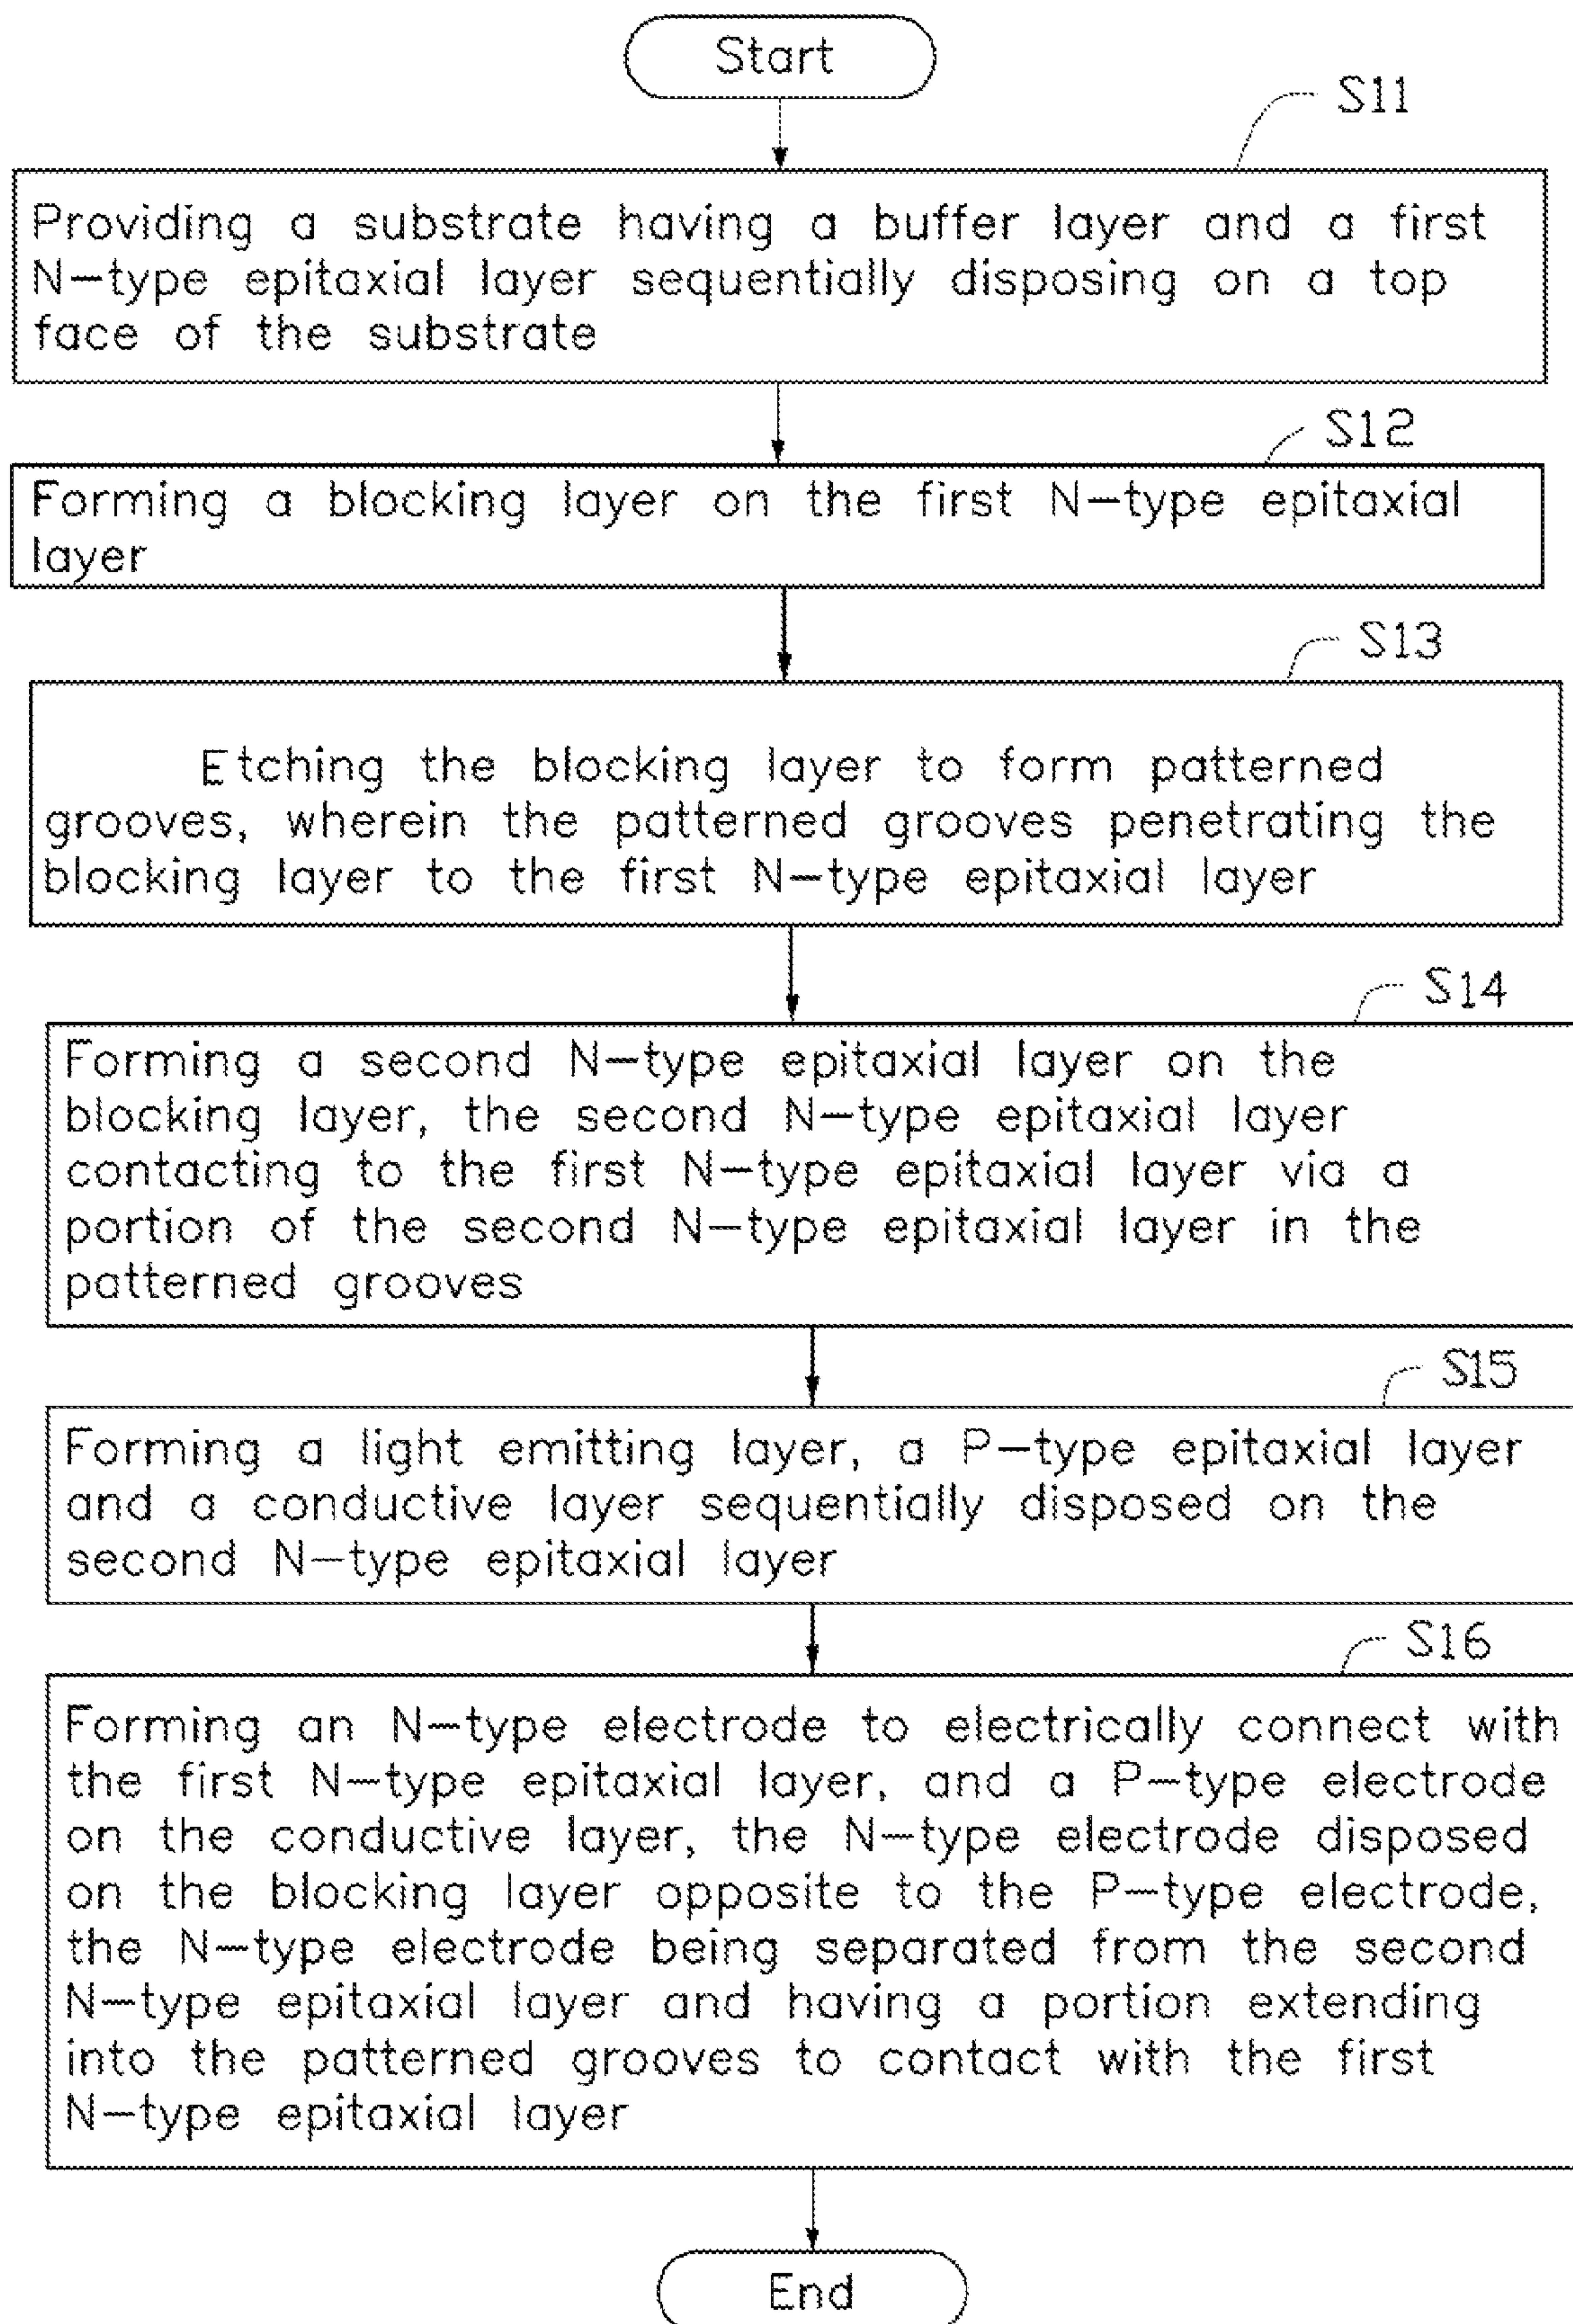 Start
S11
Providing a substrate having a buffer layer and a first
N-type epitaxial layer sequentially disposing on a top
face of the substrate
S12
Forming a blocking layer on the first N-type epitaxial
layer
S13
Etching the blocking layer to form patterned
grooves, wherein the patterned grooves penetrating the
blocking layer to the first N-type epitaxial layer
S14
Forming a second N-type epitaxial layer on the
blocking layer, the second N-type epitaxial layer
contacting to the first N-type epitaxial layer via a
portion of the second N-type epitaxial layer in the
patterned grooves
S15
Forming a light emitting layer, a P-type epitaxial layer
and a conductive layer sequentially disposed on the
second N-type epitaxial layer
S16
Forming an N-type electrode to electrically connect with
the first N-type epitaxial layer, and a P-type electrode
on the conductive layer, the N-type electrode disposed
on the blocking layer opposite to the P-type electrode,
the N-type electrode being separated from the second
N-type epitaxial layer and having a portion extending
into the patterned grooves to contact with the first
N-type epitaxial layer
End